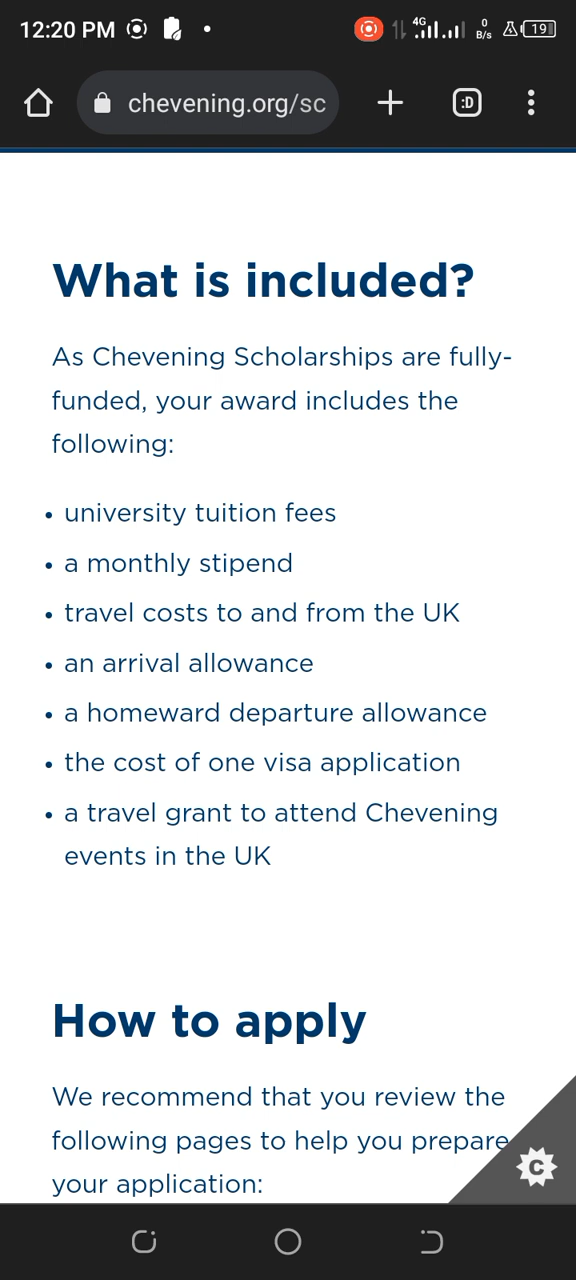 12:20 PM
4G
0
B/s
19
chevening.org/sc
:D
What is included?
As Chevening Scholarships are fully-
funded, your award includes the
following:
• university tuition fees
• a monthly stipend
• travel costs to and from the UK
• an arrival allowance
• a homeward departure allowance
• the cost of one visa application
• a travel grant to attend Chevening
events in the UK
How to apply
We recommend that you review the
following pages to help you prepare
your application:
C